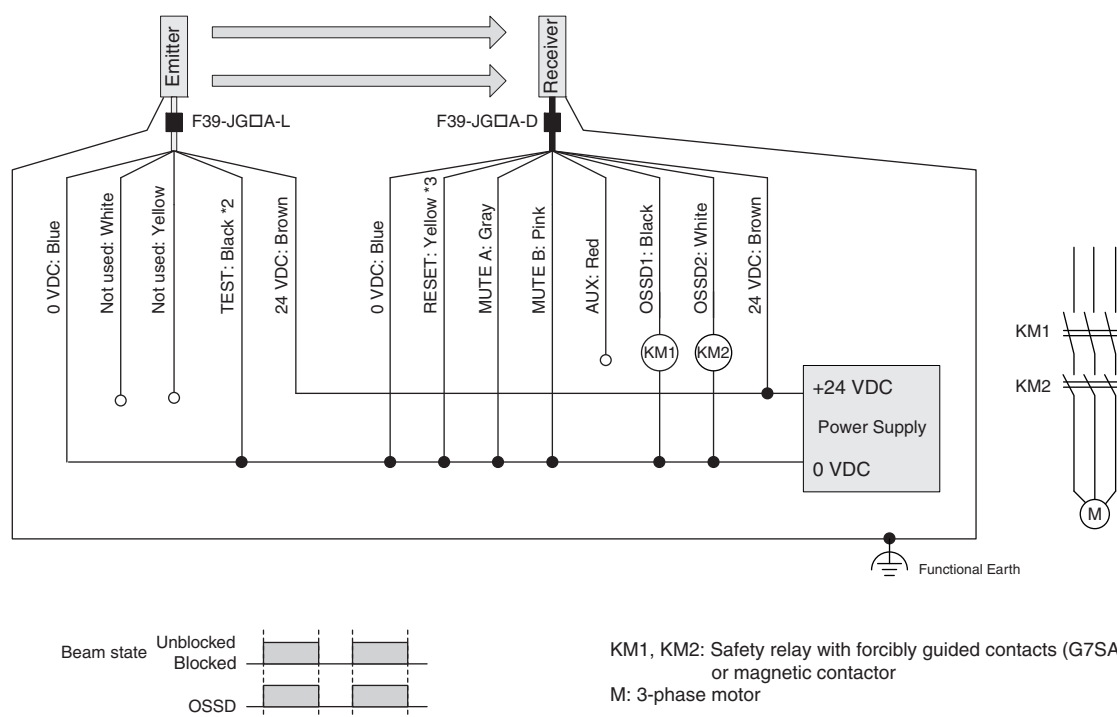 Emitter
Receiver
F39-JG□A-L
F39-JG□A-D
0 VDC: Blue
Not used: White
Not used: Yellow
TEST: Black *2
24 VDC: Brown
0 VDC: Blue
RESET: Yellow *3
MUTE A: Gray
MUTE B: Pink
AUX: Red
OSSD1: Black
OSSD2: White
24 VDC: Brown
KM1
KM2
KM1
KM2
+24 VDC
Power Supply
0 VDC
M
Functional Earth
Beam state
Unblocked
Blocked
OSSD
KM1, KM2: Safety relay with forcibly guided contacts (G7SA
or magnetic contactor
M: 3-phase motor